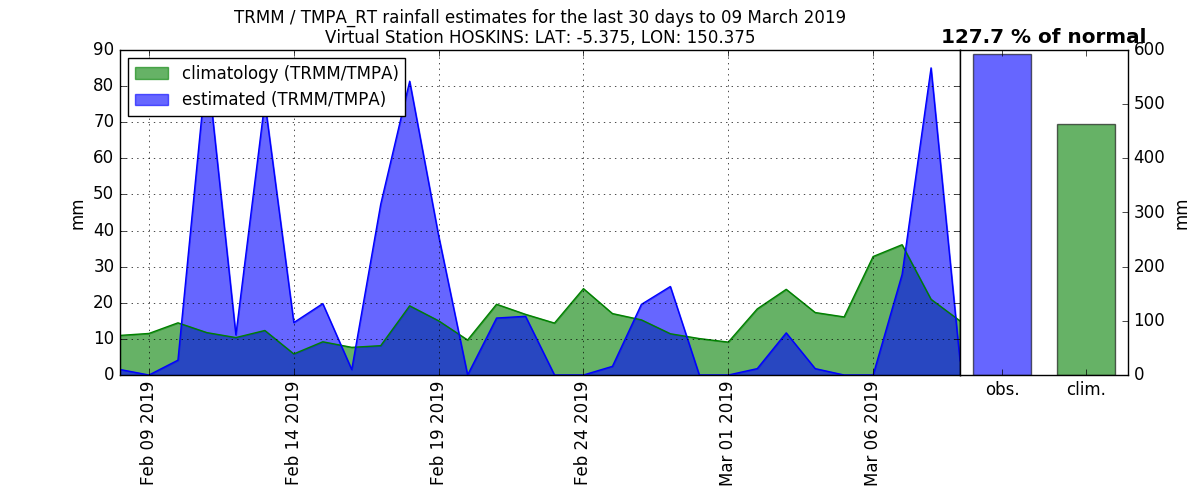 TRMM / TMPA_RT rainfall estimates for the last 30 days to 09 March 2019
Virtual Station HOSKINS: LAT: -5.375, LON: 150.375
127.7 % of normal
climatology (TRMM/TMPA)
estimated (TRMM/TMPA)
mm
90
80
70
60
50
40
30
20
10
0
Feb 09 2019
Feb 14 2019
Feb 19 2019
Feb 24 2019
Mar 01 2019
Mar 06 2019
obs.
clim.
600
500
400
300
200
100
0
mm